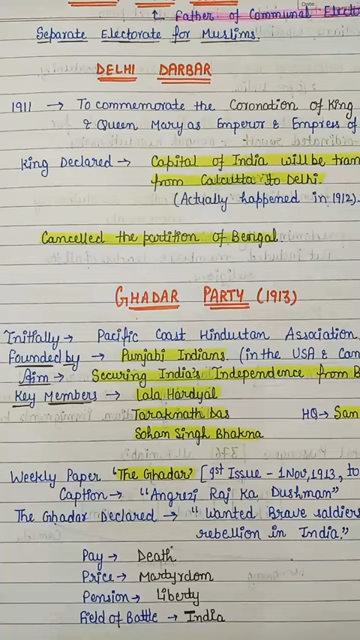 Father of Communal Elect
Separate Electorate for Muslims.
DELHI DARBAR
1911 → To commemorate the Coronation of King
& Queen Mary as Emperor & Empress of
King Declared → Capital of India will be tran
from Calcutta to Delhi
(Actually happened in 1912).
Cancelled the partition of Bengal
GHADAR PARTY (1913)
Initially → Pacific Coast Hindustan Association.
Founded by → Punjabi Indians. (in the USA & Can
Aim → Securing India's Independence from B
Key Members → Lala Hardyal
Taraknath Das HQ → San
Sohan Singh Bhakna
Weekly Paper 'The Ghadar' [1st Issue - 1 Nov, 1913, to
Caption → "Angrezi Raj Ka Dushman"
The Ghadar Declared → "Wanted Brave soldiers
rebellion in India."
Pay → Death
Price → Martyrdom
Pension → Liberty
Field of Battle → India